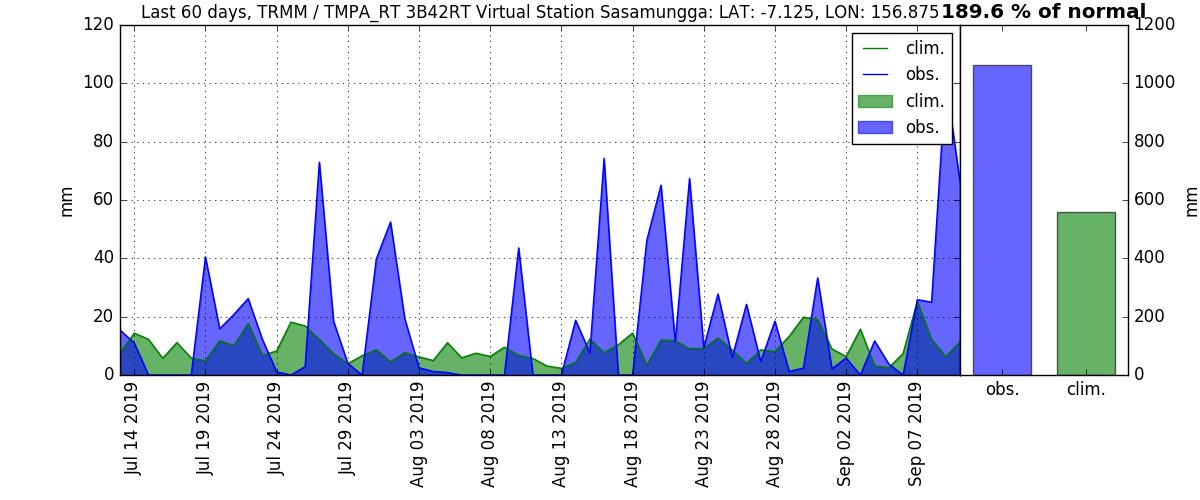 Last 60 days, TRMM / TMPA_RT 3B42RT Virtual Station Sasamungga: LAT: -7.125, LON: 156.875
189.6 % of normal
120
100
80
60
40
20
0
mm
clim.
obs.
clim.
obs.
1200
1000
800
600
400
200
0
mm
obs.
clim.
Jul 14 2019
Jul 19 2019
Jul 24 2019
Jul 29 2019
Aug 03 2019
Aug 08 2019
Aug 13 2019
Aug 18 2019
Aug 23 2019
Aug 28 2019
Sep 02 2019
Sep 07 2019